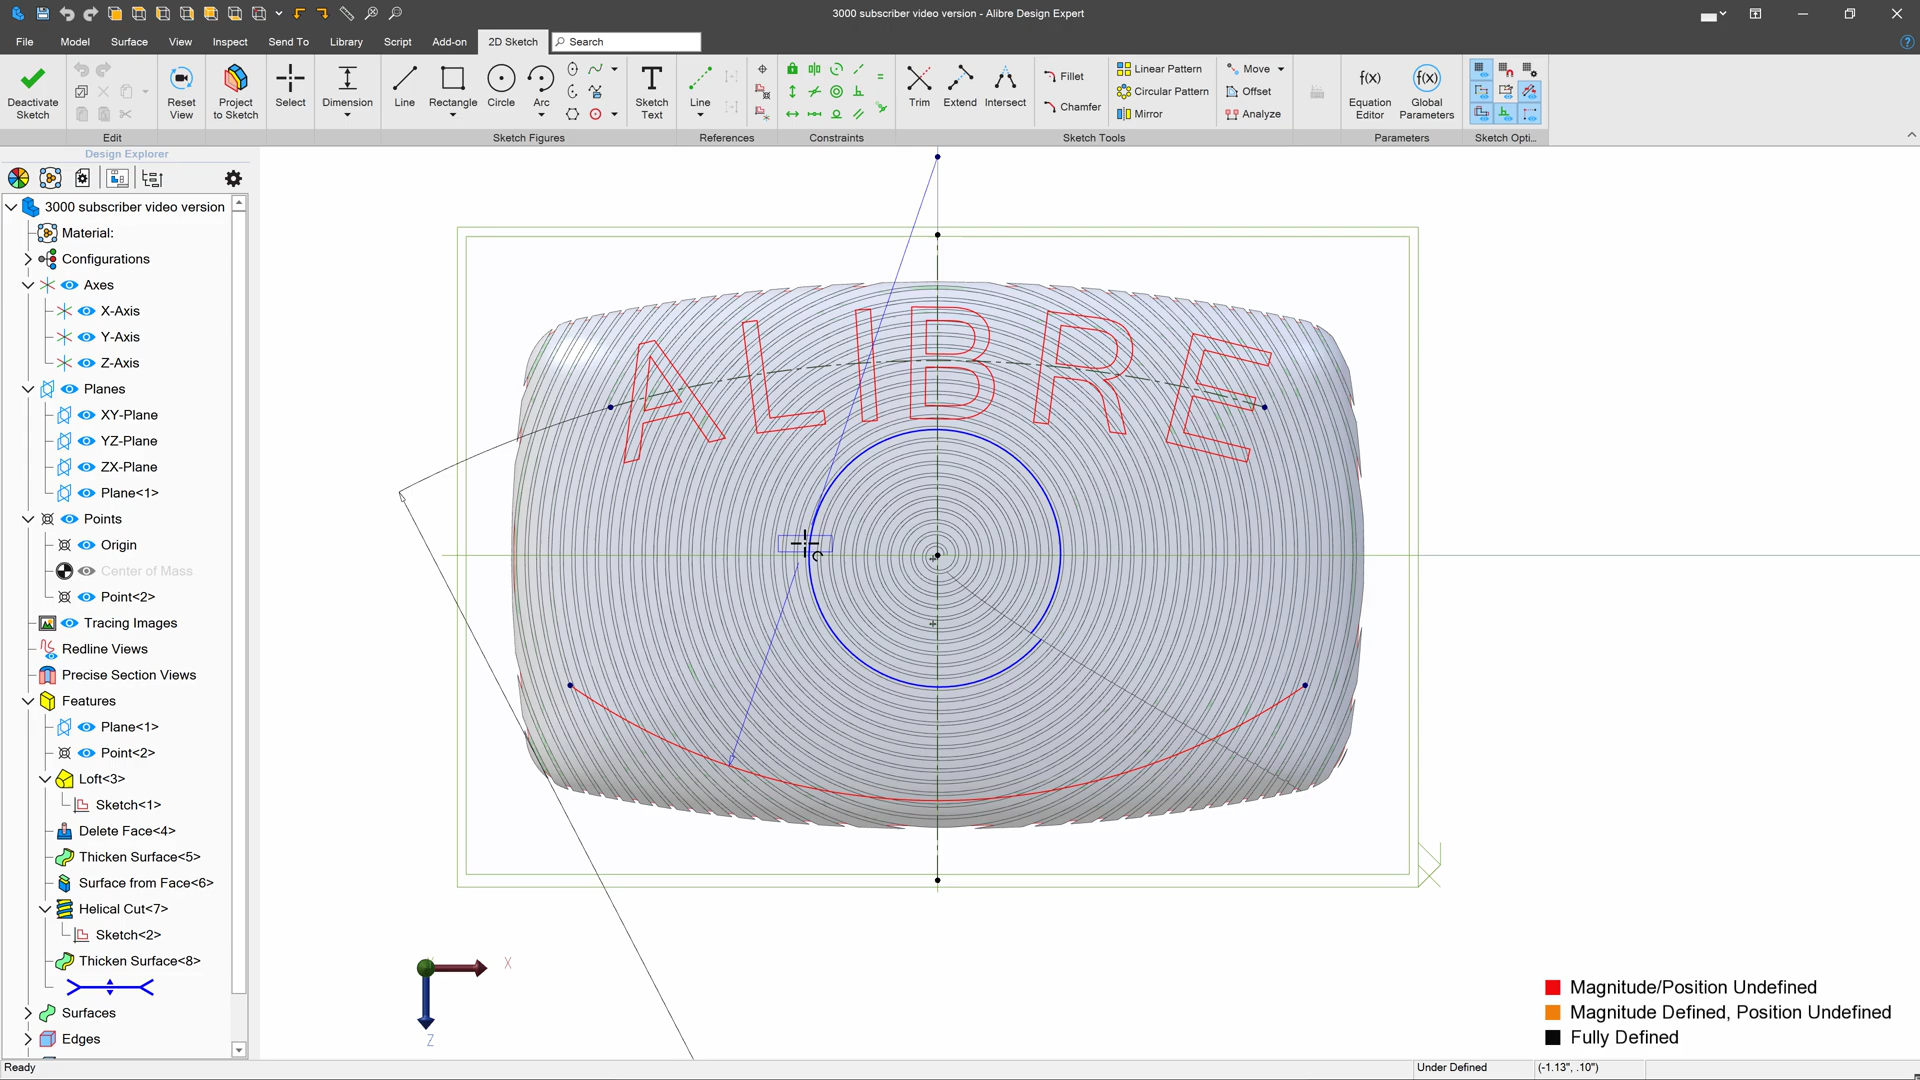 3000 subscriber video version - Alibre Design Expert
File Model Surface View Inspect Send To Library Script Add-on 2D Sketch Search
Deactivate Sketch
Reset View
Project to Sketch
Select
Dimension
Line
Rectangle
Circle
Arc
Sketch Text
Line
Trim
Extend
Intersect
Fillet
Chamfer
Linear Pattern
Circular Pattern
Mirror
Move
Offset
Analyze
f(x)
Equation Editor
f(x)
Global Parameters
Edit
Sketch Figures
References
Constraints
Sketch Tools
Parameters
Sketch Opti...
Design Explorer
3000 subscriber video version
Material:
Configurations
Axes
X-Axis
Y-Axis
Z-Axis
Planes
XY-Plane
YZ-Plane
ZX-Plane
Plane<1>
Points
Origin
Center of Mass
Point<2>
Tracing Images
Redline Views
Precise Section Views
Features
Plane<1>
Point<2>
Loft<3>
Sketch<1>
Delete Face<4>
Thicken Surface<5>
Surface from Face<6>
Helical Cut<7>
Sketch<2>
Thicken Surface<8>
Surfaces
Edges
ALIBRE
X
Z
Magnitude/Position Undefined
Magnitude Defined, Position Undefined
Fully Defined
Ready
Under Defined
(-1.13", .10")